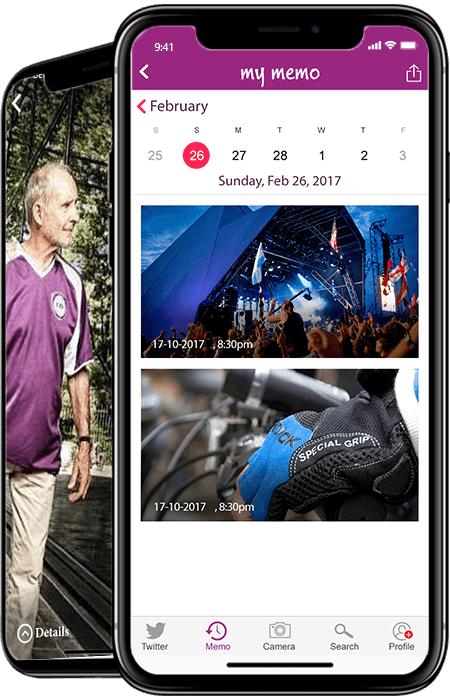 9:41
my memo
February
S S M T W T F
25 26 27 28 1 2 3
Sunday, Feb 26, 2017
17-10-2017 , 8:30pm
SPECIAL GRIP
17-10-2017 , 8:30pm
Details
Twitter Memo Camera Search Profile